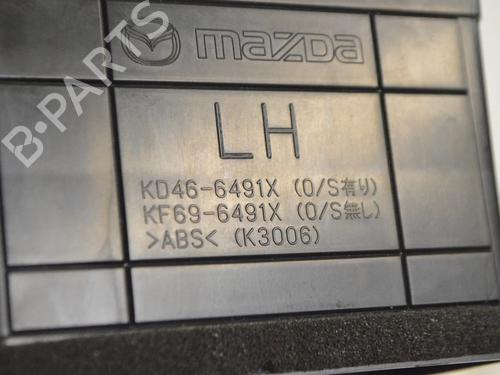 mazda
LH
KD46-6491X (O/S有り)
KF69-6491X (O/S無し)
>ABS< (K3006)
B-PARTS